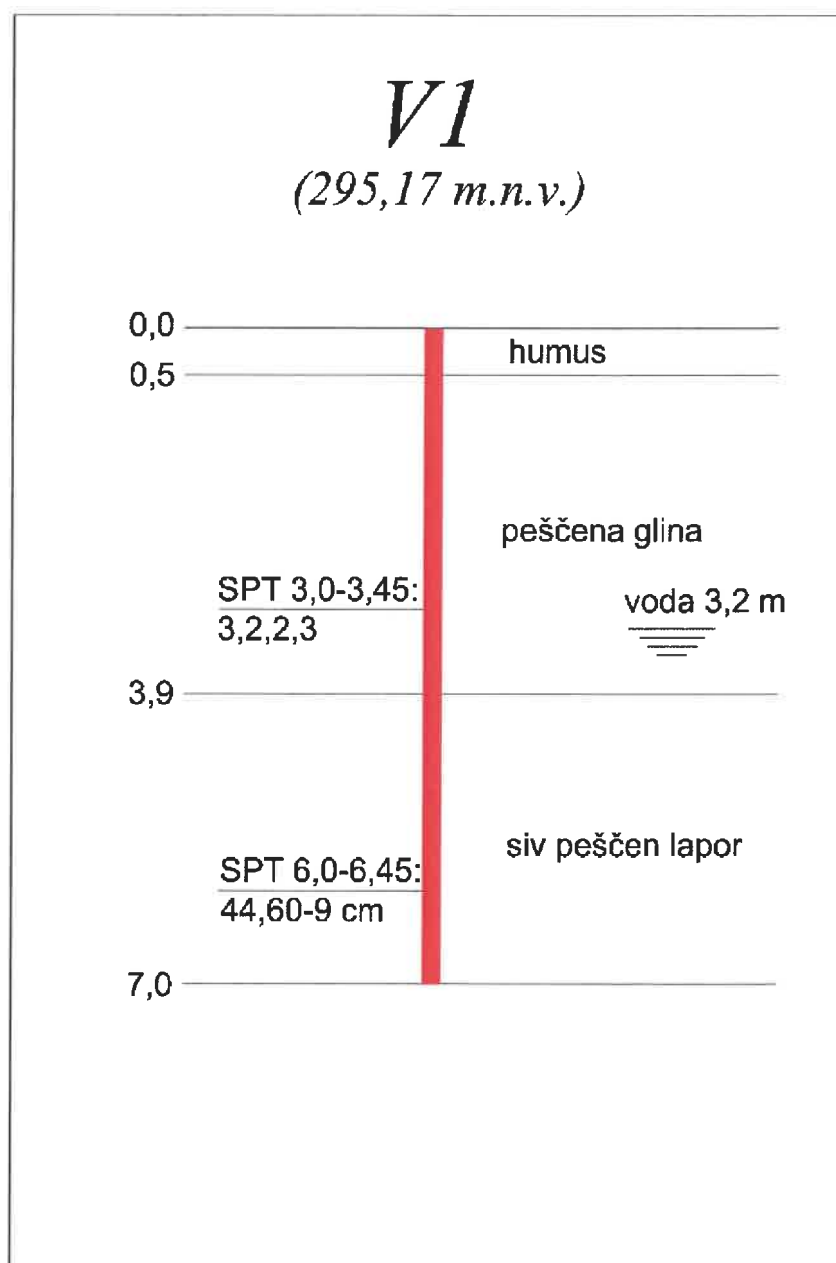 V1
(295,17 m.n.v.)
0,0
humus
0,5
peščena glina
SPT 3,0-3,45:
3,2,2,3
voda 3,2 m
3,9
siv peščen lapor
SPT 6,0-6,45:
44,60-9 cm
7,0